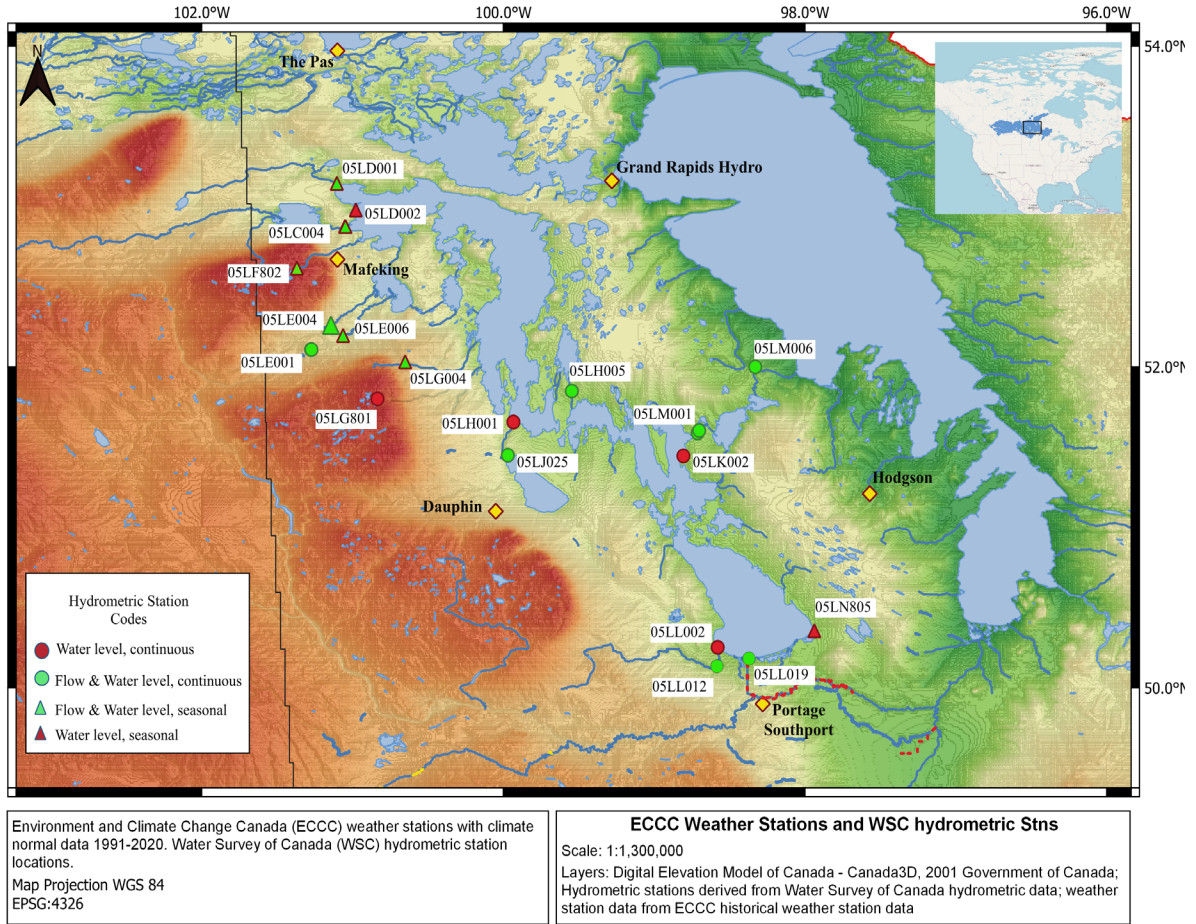 102.0°W 100.0°W 98.0°W 96.0°W
54.0°N
N
The Pas
Grand Rapids Hydro
05LD001
05LD002
05LC004
05LF802
Mafeking
05LE004
05LE006
05LE001
05LG004
05LM006
52.0°N
05LH005
05LG801
05LH001
05LM001
05LJ025
05LK002
Hodgson
Dauphin
Hydrometric Station
Codes
Water level, continuous
Flow & Water level, continuous
Flow & Water level, seasonal
Water level, seasonal
05LN805
05LL002
05LL019
05LL012
50.0°N
Portage
Southport
Environment and Climate Change Canada (ECCC) weather stations with climate
normal data 1991-2020. Water Survey of Canada (WSC) hydrometric station
locations.
Map Projection WGS 84
EPSG:4326
ECCC Weather Stations and WSC hydrometric Stns
Scale: 1:1,300,000
Layers: Digital Elevation Model of Canada - Canada3D, 2001 Government of Canada;
Hydrometric stations derived from Water Survey of Canada hydrometric data; weather
station data from ECCC historical weather station data